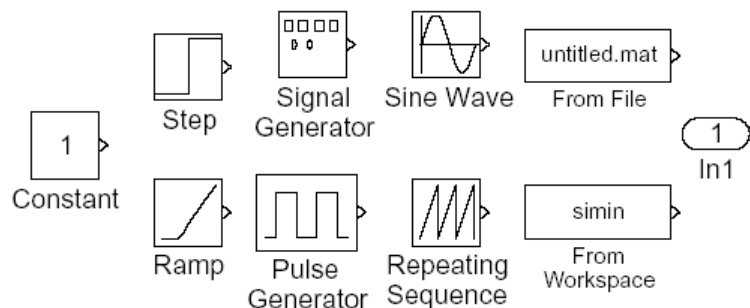 1
Constant
Step
Signal
Generator
Sine Wave
untitled.mat
From File
1
In1
Ramp
Pulse
Generator
Repeating
Sequence
simin
From
Workspace